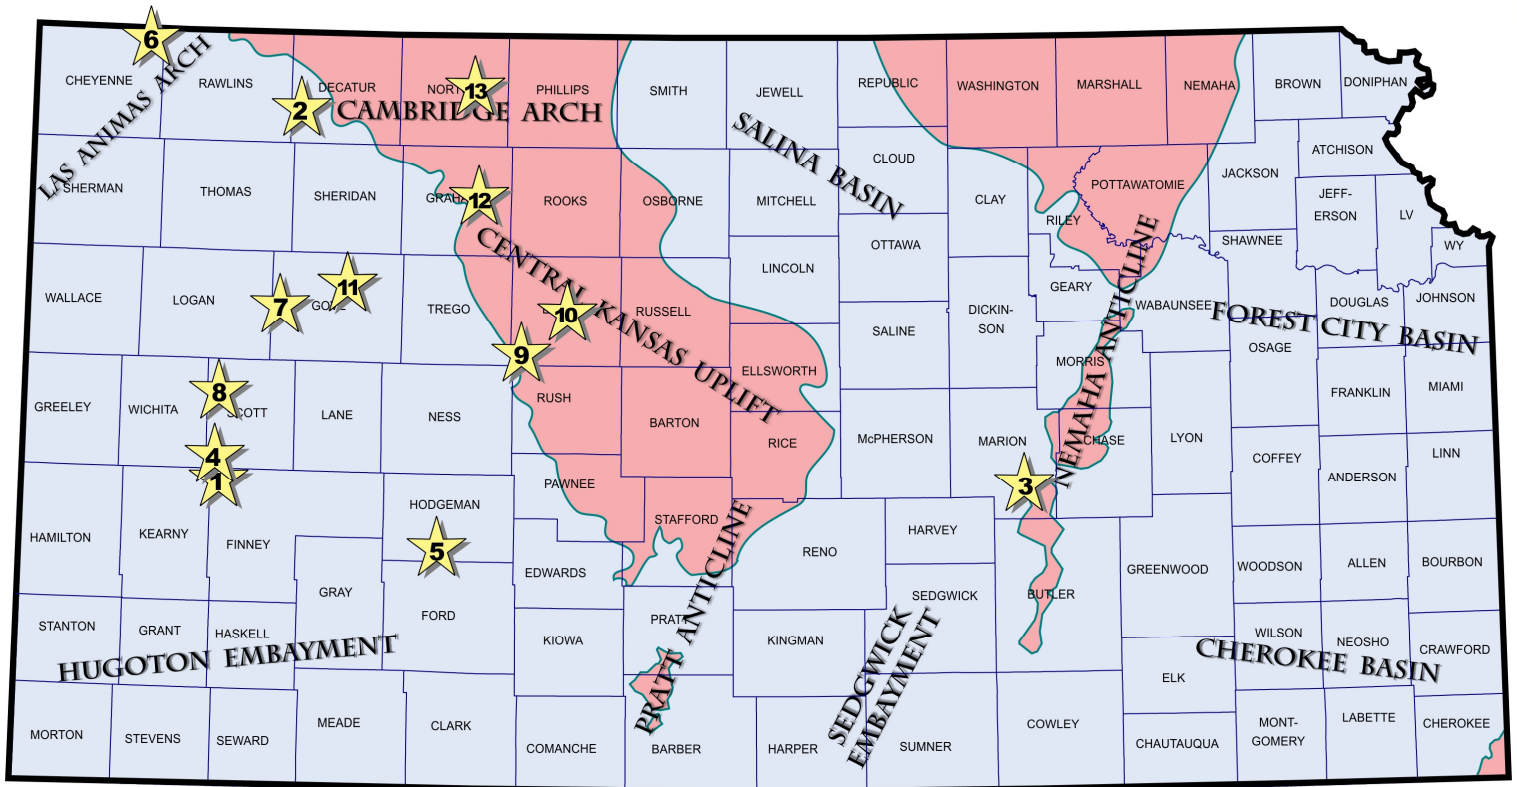 6
CHEYENNE
RAWLINS
DECATUR
NORT
13
PHILLIPS
SMITH
JEWELL
REPUBLIC
WASHINGTON
MARSHALL
NEMAHA
BROWN
DONIPHAN
2
CAMBRIDGE ARCH
LAS ANIMAS ARCH
SALINA BASIN
CLOUD
ATCHISON
SHERMAN
THOMAS
SHERIDAN
GRAH
12
ROOKS
OSBORNE
MITCHELL
CLAY
RILEY
POTTAWATOMIE
JACKSON
JEFF-
ERSON
LV
WY
CENTRAL KANSAS UPLIFT
OTTAWA
SHAWNEE
LINCOLN
WALLACE
LOGAN
7
11
TREGO
10
RUSSELL
SALINE
DICKIN-
SON
GEARY
WABAUNSEE
DOUGLAS
JOHNSON
FOREST CITY BASIN
NEMAHA ANTICLINE
9
ELLSWORTH
MORRIS
OSAGE
FRANKLIN
MIAMI
GREELEY
WICHITA
8
SCOTT
LANE
NESS
RUSH
BARTON
RICE
McPHERSON
MARION
CHASE
LYON
COFFEY
ANDERSON
LINN
4
1
3
HODGEMAN
PAWNEE
STAFFORD
HAMILTON
KEARNY
FINNEY
5
EDWARDS
RENO
HARVEY
GREENWOOD
WOODSON
ALLEN
BOURBON
PRATT ANTICLINE
GRAY
FORD
SEDGWICK
BUTLER
STANTON
GRANT
HASKELL
KIOWA
PRATT
KINGMAN
WILSON
NEOSHO
CRAWFORD
HUGOTON EMBAYMENT
SEDGWICK
EMBAYMENT
CHEROKEE BASIN
ELK
MORTON
STEVENS
SEWARD
MEADE
CLARK
COMANCHE
BARBER
HARPER
SUMNER
COWLEY
CHAUTAUQUA
MONT-
GOMERY
LABETTE
CHEROKEE